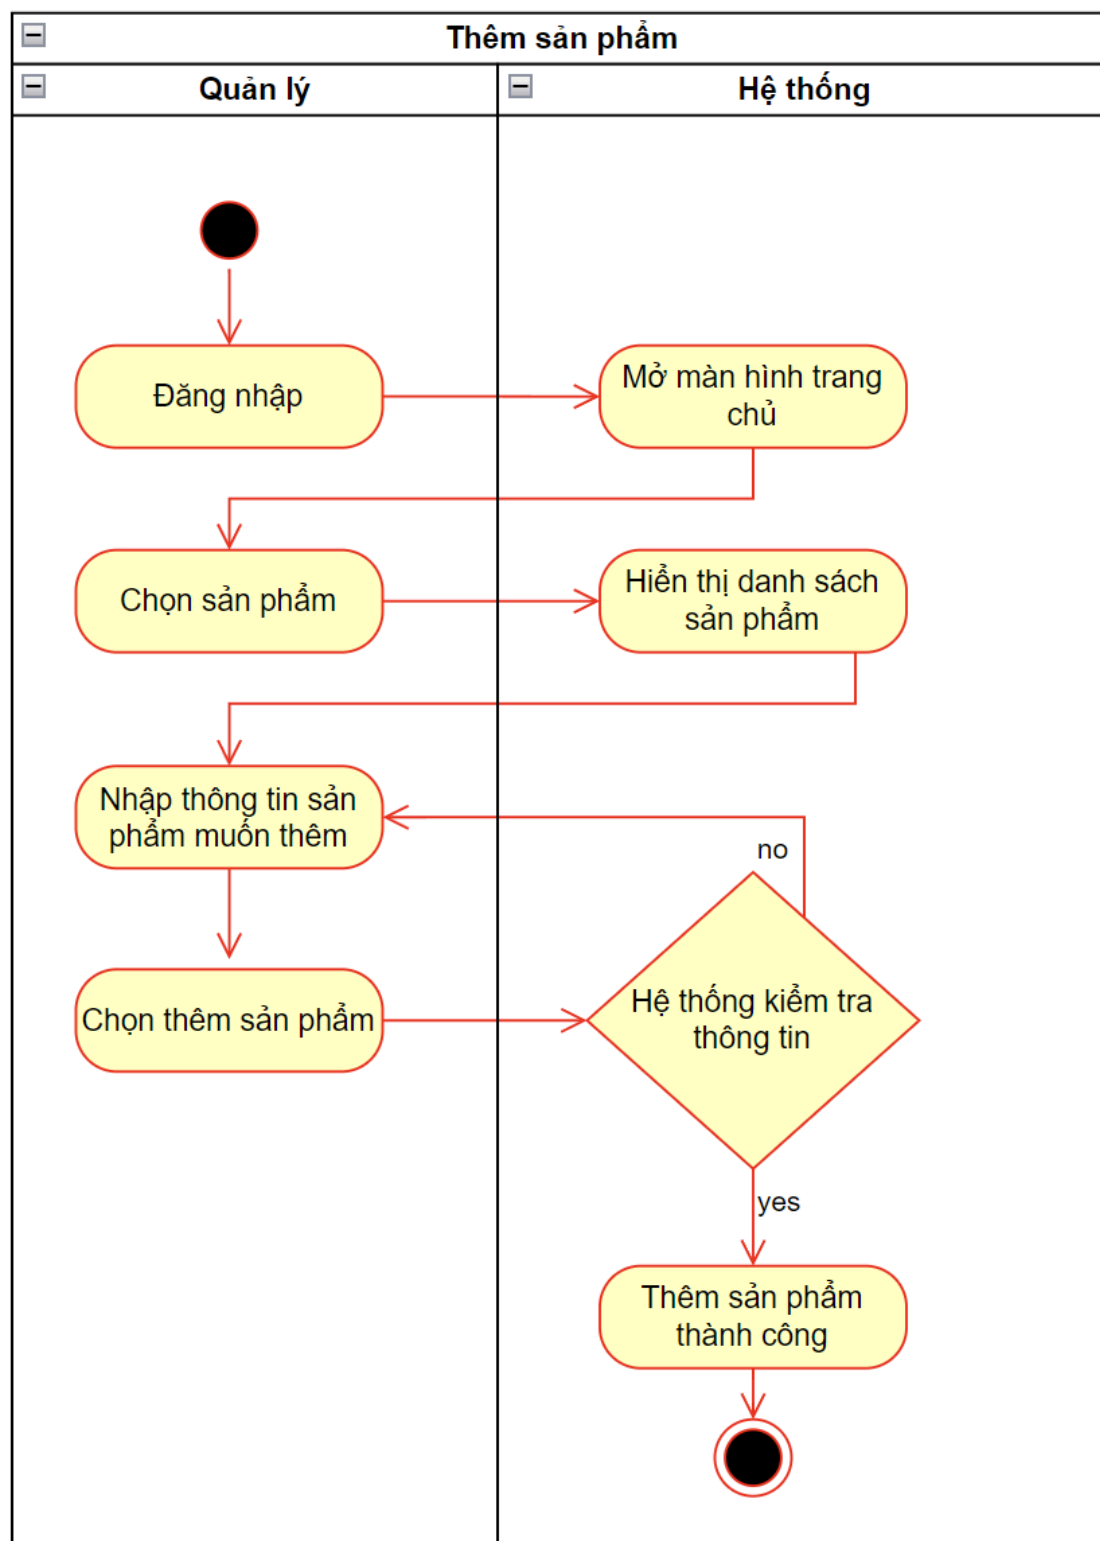 Thêm sản phẩm
Quản lý
Hệ thống
Đăng nhập
Mở màn hình trang
chủ
Chọn sản phẩm
Hiển thị danh sách
sản phẩm
Nhập thông tin sản
phẩm muốn thêm
no
Chọn thêm sản phẩm
Hệ thống kiểm tra
thông tin
yes
Thêm sản phẩm
thành công